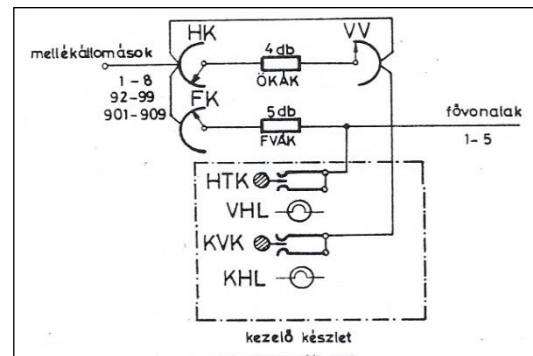 HK
VV
mellékállomások
4 db
ÖKÁK
1 - 8
92-99
901-909
FK
5 db
FVÁK
fővonalak
1-5
HTK
VHL
KVK
KHL
kezelő készlet